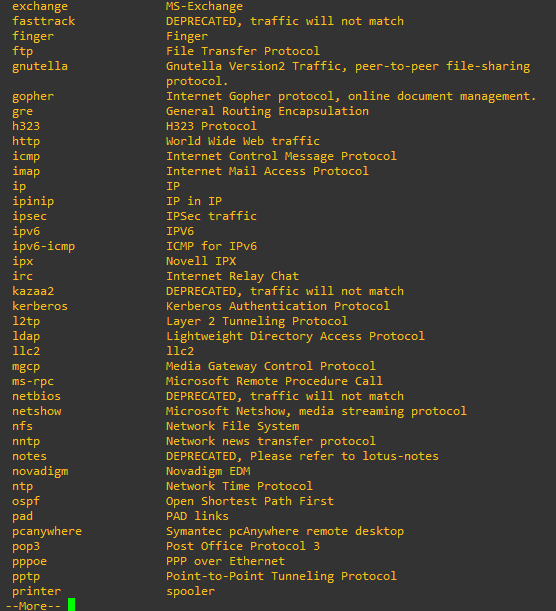 exchange MS-Exchange
fasttrack DEPRECATED, traffic will not match
finger Finger
ftp File Transfer Protocol
gnutella Gnutella Version2 Traffic, peer-to-peer file-sharing
protocol.
gopher Internet Gopher protocol, online document management.
gre General Routing Encapsulation
h323 H323 Protocol
http World Wide Web traffic
icmp Internet Control Message Protocol
imap Internet Mail Access Protocol
ip IP
ipinip IP in IP
ipsec IPSec traffic
ipv6 IPV6
ipv6-icmp ICMP for IPv6
ipx Novell IPX
irc Internet Relay Chat
kazaa2 DEPRECATED, traffic will not match
kerberos Kerberos Authentication Protocol
l2tp Layer 2 Tunneling Protocol
ldap Lightweight Directory Access Protocol
llc2 llc2
mgcp Media Gateway Control Protocol
ms-rpc Microsoft Remote Procedure Call
netbios DEPRECATED, traffic will not match
netshow Microsoft Netshow, media streaming protocol
nfs Network File System
nntp Network news transfer protocol
notes DEPRECATED, Please refer to lotus-notes
novadigm Novadigm EDM
ntp Network Time Protocol
ospf Open Shortest Path First
pad PAD links
pcanywhere Symantec pcAnywhere remote desktop
pop3 Post Office Protocol 3
pppoe PPP over Ethernet
pptp Point-to-Point Tunneling Protocol
printer spooler
--More--